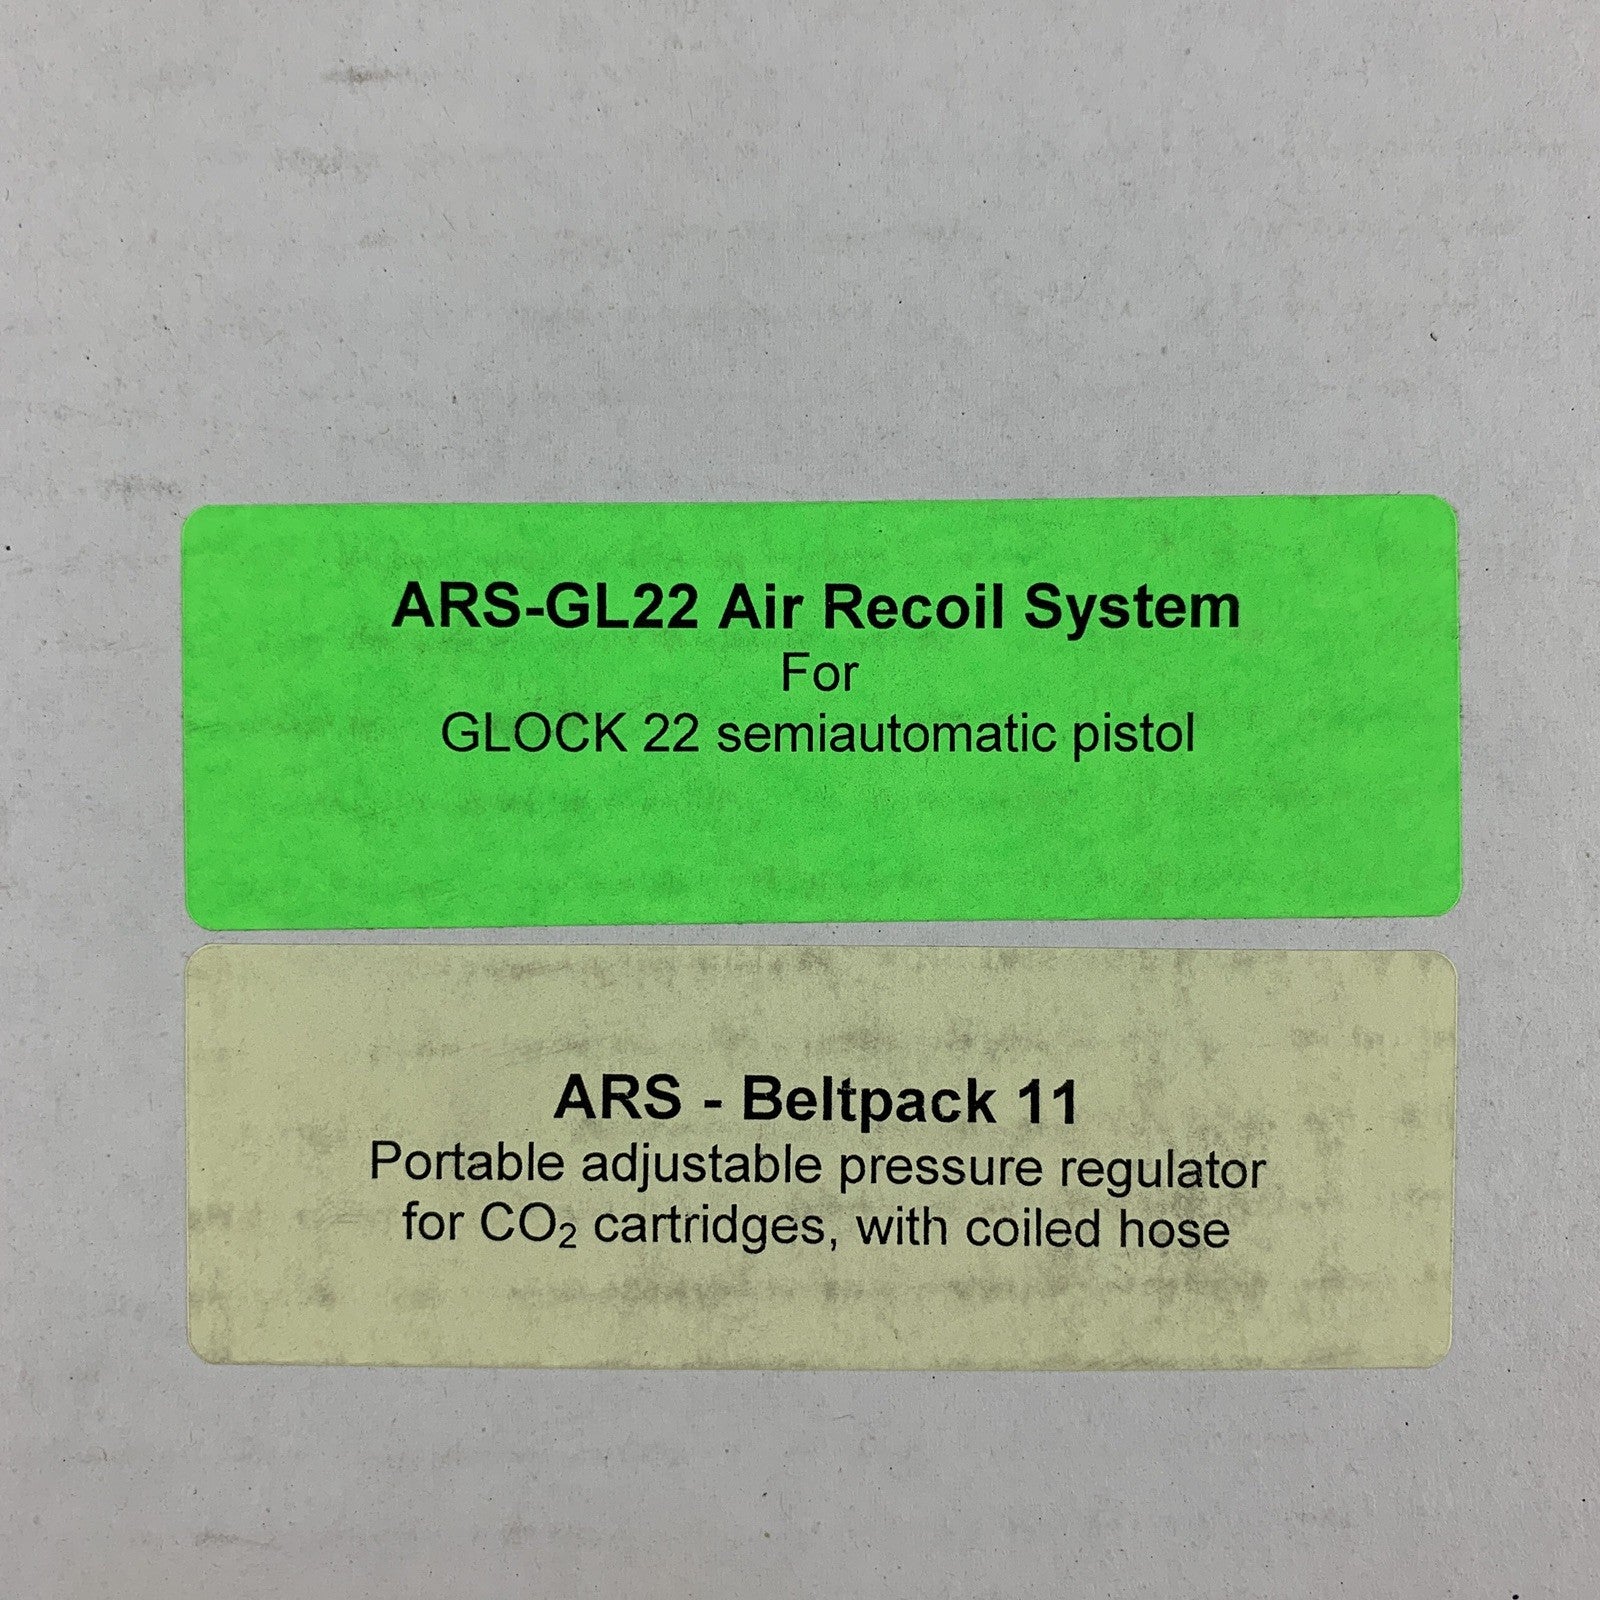 ARS-GL22 Air Recoil System
For
GLOCK 22 semiautomatic pistol
ARS - Beltpack 11
Portable adjustable pressure regulator
for CO₂ cartridges, with coiled hose